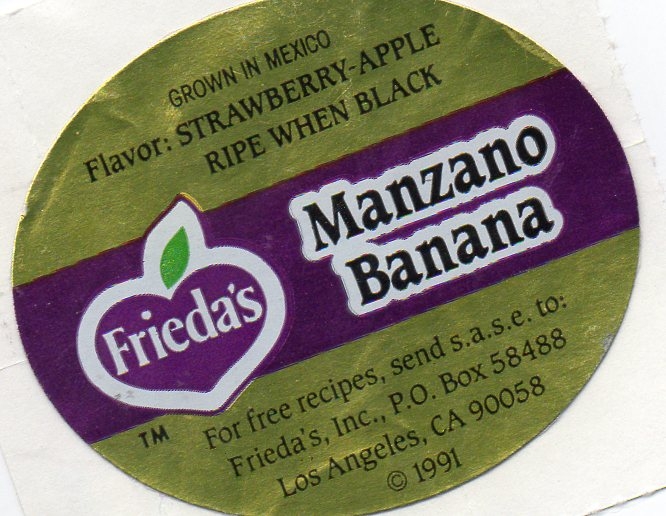 GROWN IN MEXICO
Flavor: STRAWBERRY-APPLE
RIPE WHEN BLACK
Manzano
Banana
Frieda's
TM
For free recipes, send s.a.s.e. to:
Frieda's, Inc., P.O. Box 58488
Los Angeles, CA 90058
© 1991